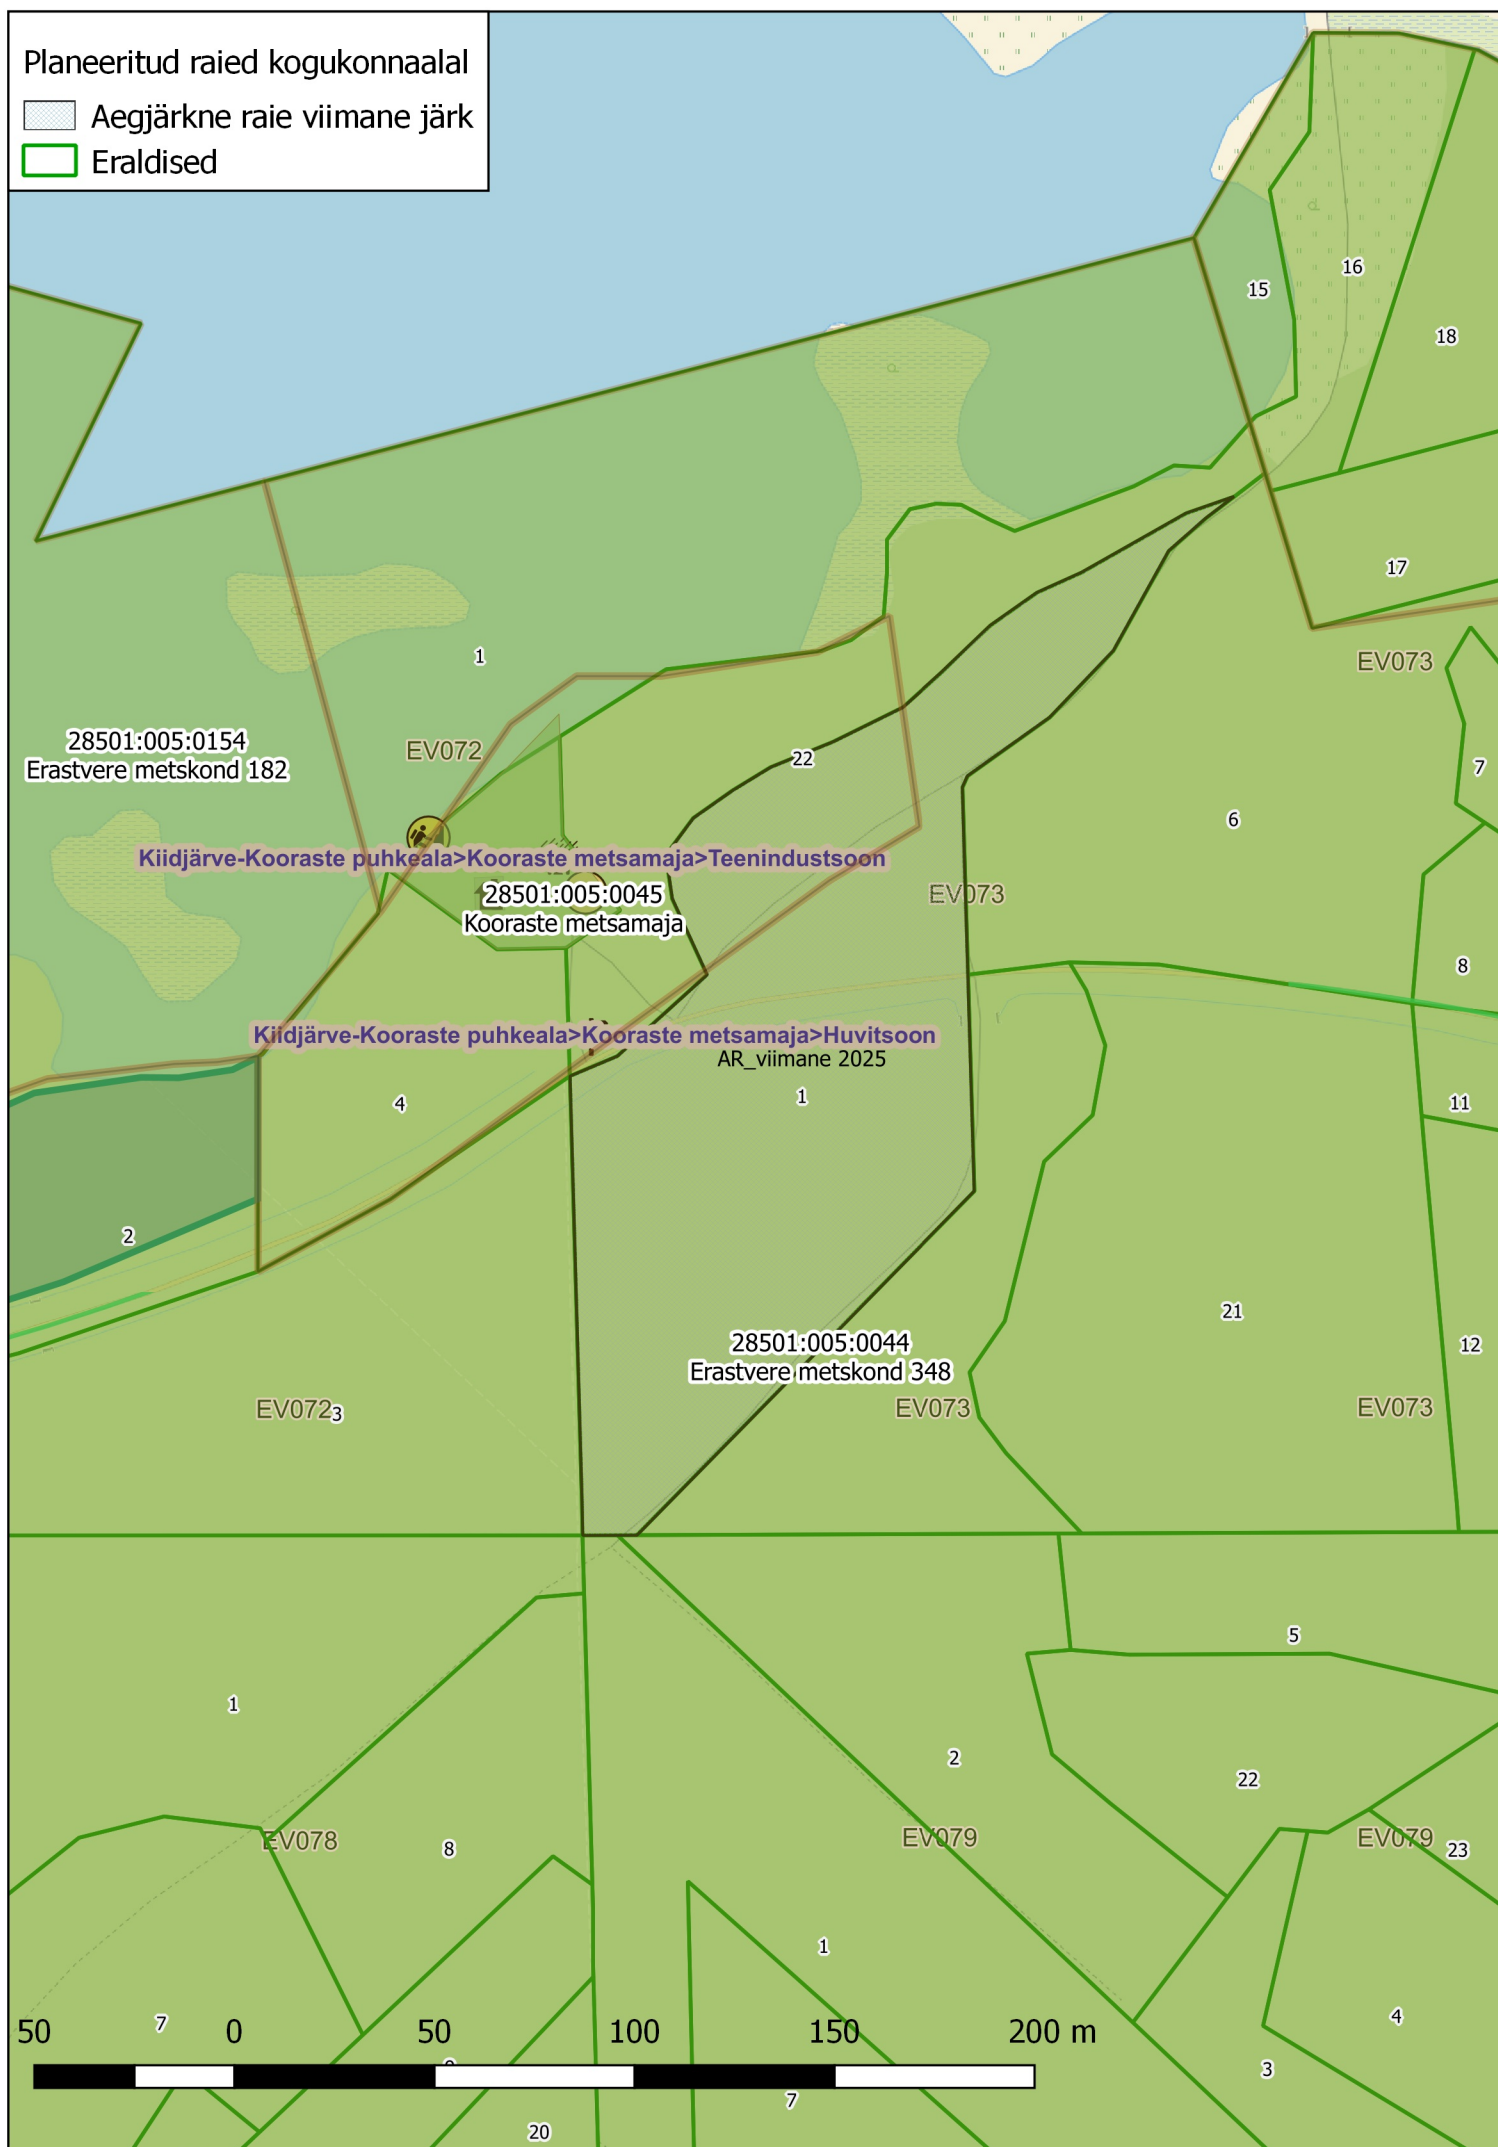 Planeeritud raied kogukonnaalal
Aegjärkne raie viimane järk
Eraldised
16
15
18
17
1
EV073
28501:005:0154
Erastvere metskond 182
EV072
22
7
6
Kiidjärve-Kooraste puhkeala>Kooraste metsamaja>Teenindustsoon
28501:005:0045
Kooraste metsamaja
EV073
8
Kiidjärve-Kooraste puhkeala>Kooraste metsamaja>Huvitsoon
AR_viimane 2025
1
4
11
2
21
28501:005:0044
Erastvere metskond 348
12
EV072
3
EV073
EV073
5
1
2
22
EV078
8
EV079
EV079
23
1
7
4
50 0 50 100 150 200 m
3
7
20